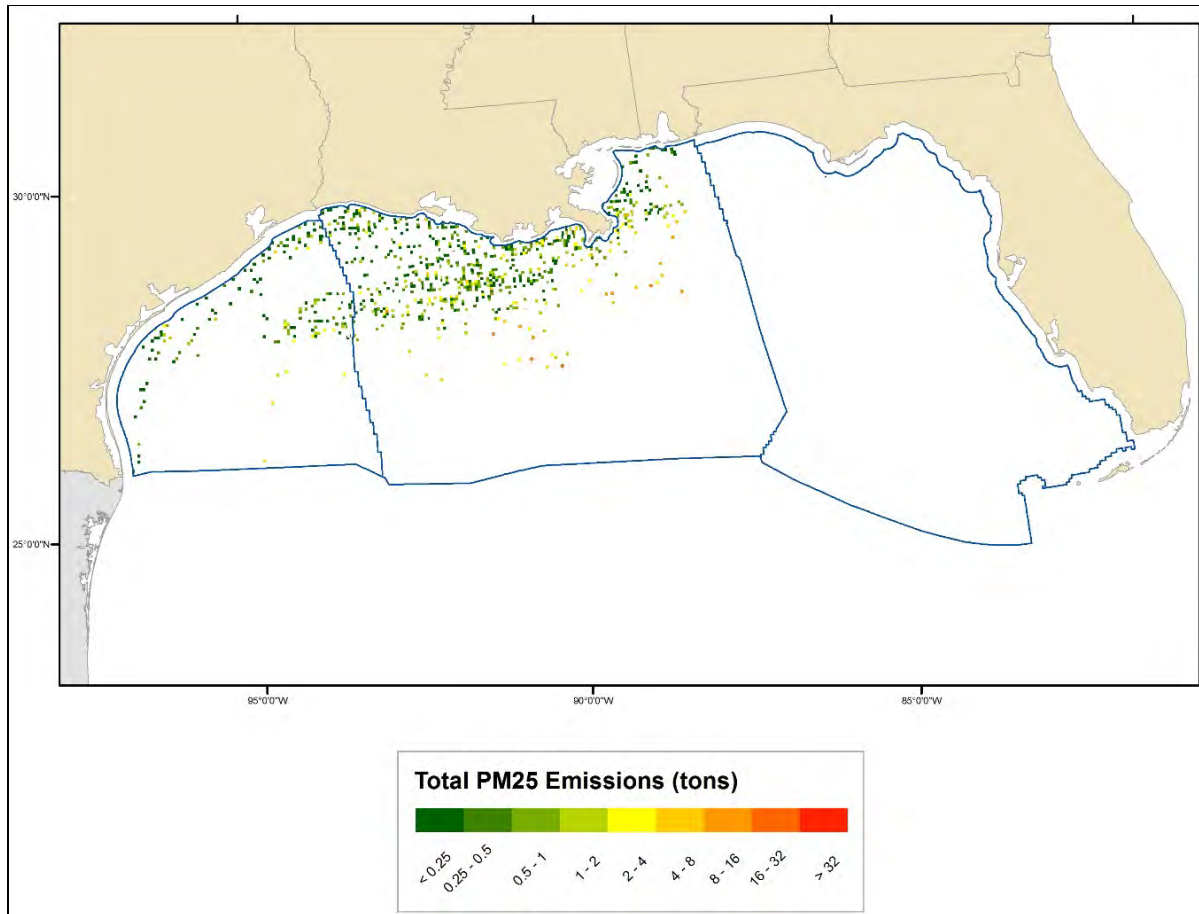 30°0'0"N
25°0'0"N
95°0'0"W
90°0'0"W
85°0'0"W
Total PM25 Emissions (tons)
< 0.25
0.25 - 0.5
0.5 - 1
1 - 2
2 - 4
4 - 8
8 - 16
16 - 32
> 32